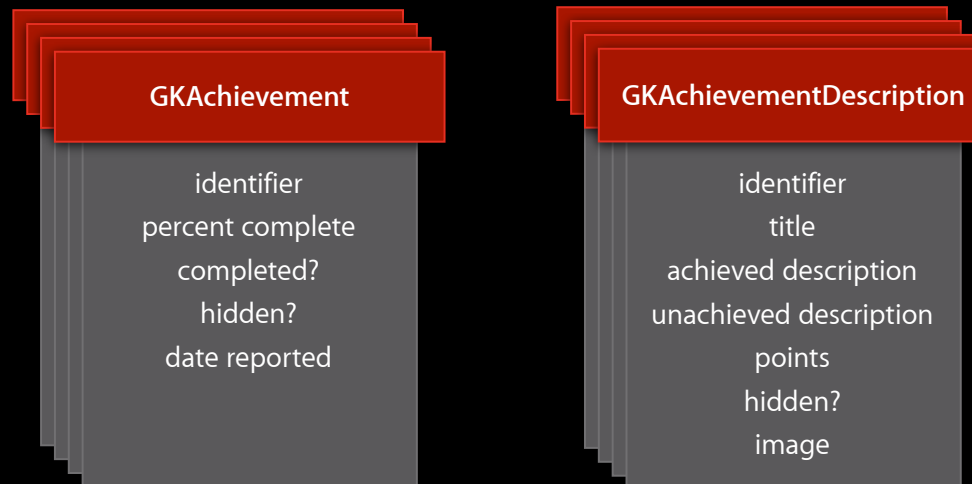 GKAchievement
identifier
percent complete
completed?
hidden?
date reported
GKAchievementDescription
identifier
title
achieved description
unachieved description
points
hidden?
image